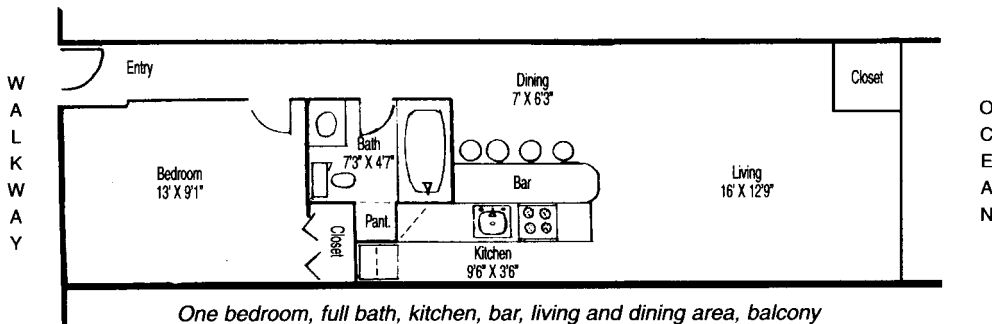 WALKWAY
Entry
Bedroom
13' X 9'1"
Bath
7'3" X 4'7"
Closet
Pant.
Dining
7' X 6'3"
Bar
Kitchen
9'6" X 3'6"
Living
16' X 12'9"
Closet
OCEAN
One bedroom, full bath, kitchen, bar, living and dining area, balcony